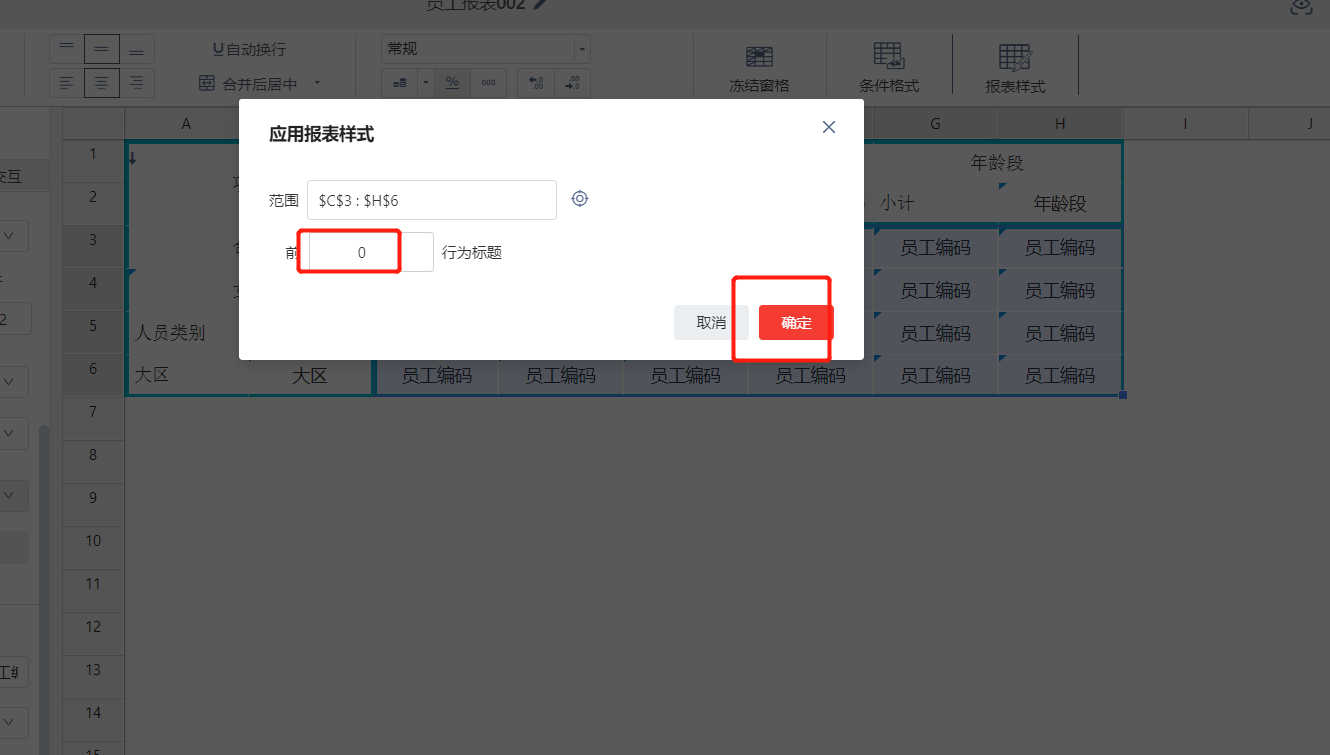 员工报表002
自动换行
常规
合并后居中
%
000
冻结窗格
条件格式
报表样式
A G H I J
应用报表样式
范围 $C$3 : $H$6
前 0 行为标题
取消 确定
交互
1
年龄段
2
小计 年龄段
3
员工编码 员工编码
4
员工编码 员工编码
5 人员类别 员工编码 员工编码
6 大区 大区 员工编码 员工编码 员工编码 员工编码 员工编码 员工编码
7
8
9
10
11
12
13
14
15
2